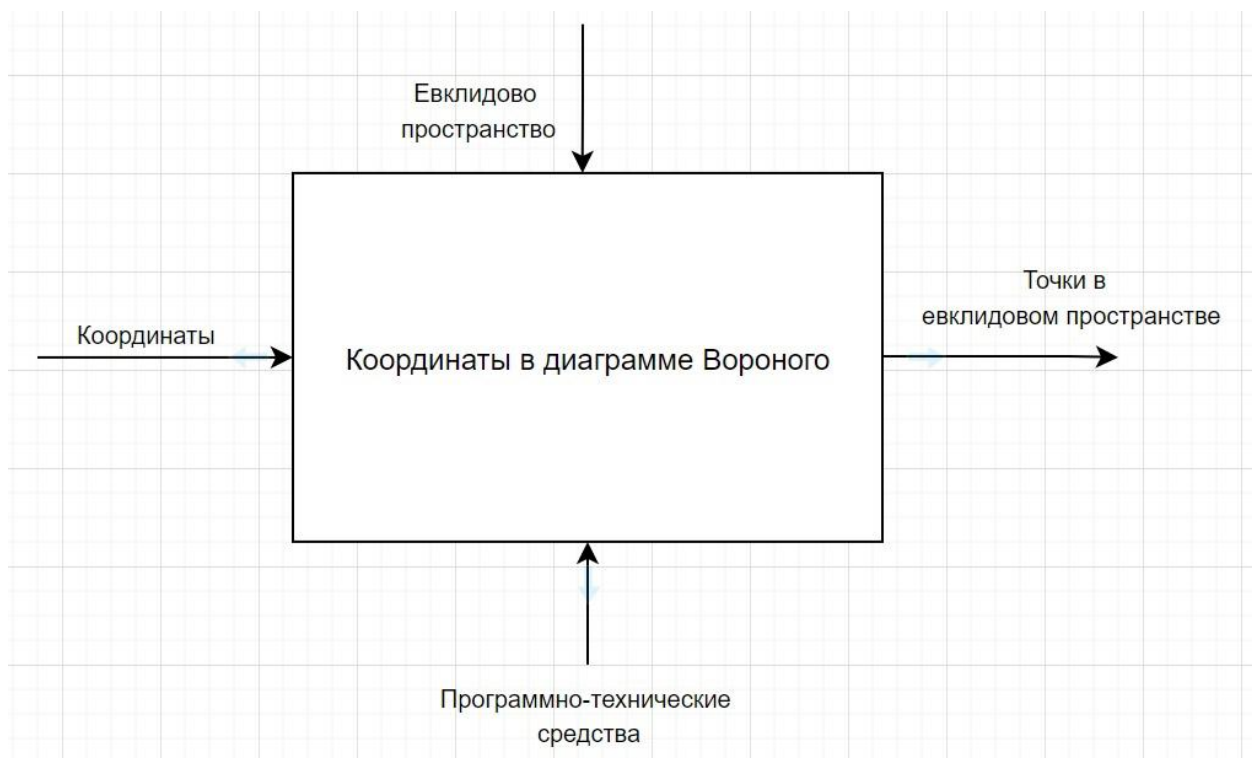 Евклидово
пространство
Точки в
евклидовом пространстве
Координаты
Координаты в диаграмме Вороного
Программно-технические
средства